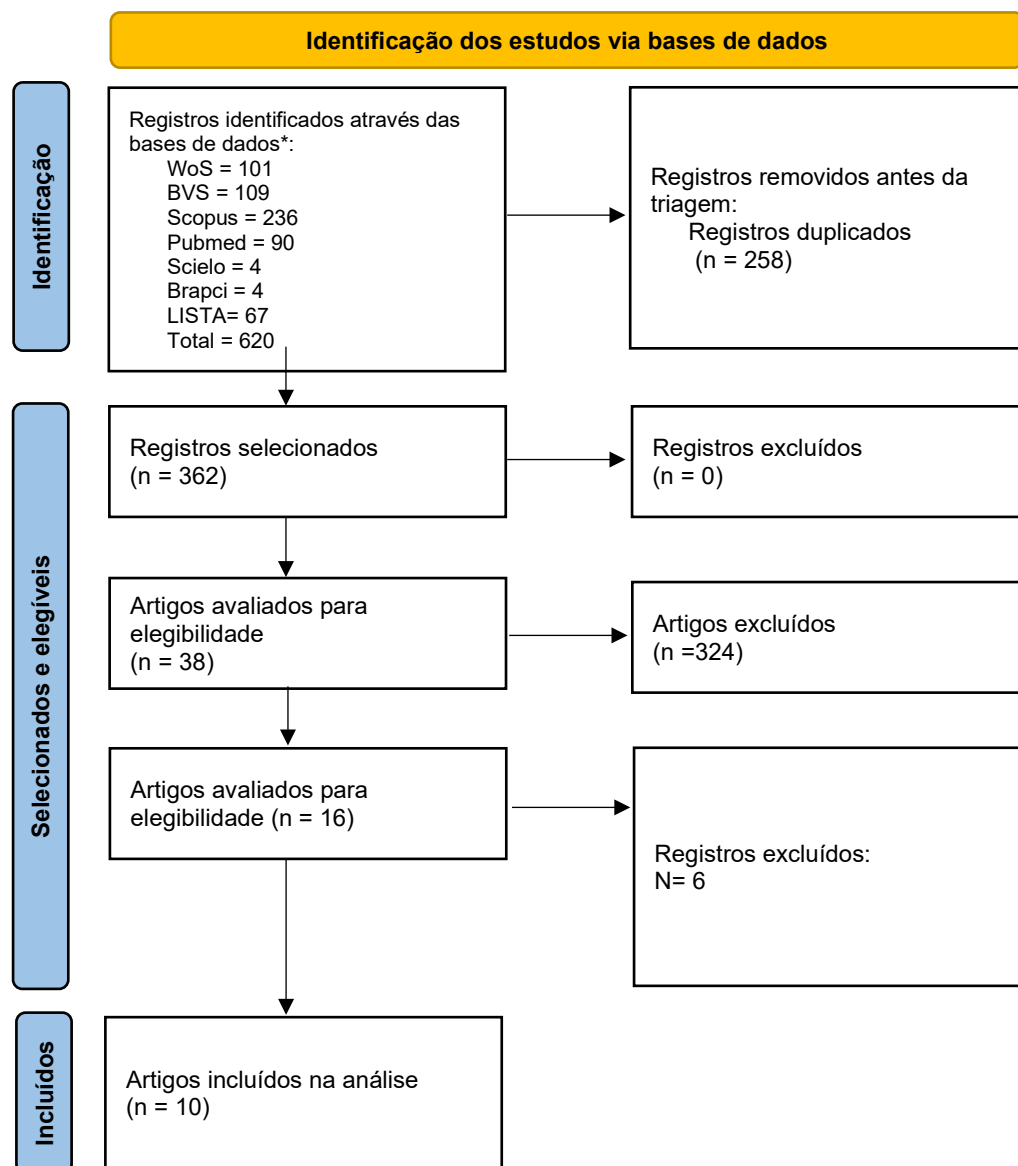 Identificação dos estudos via bases de dados
Identificação
Registros identificados através das
bases de dados*:
WoS = 101
BVS = 109
Scopus = 236
Pubmed = 90
Scielo = 4
Brapci = 4
LISTA= 67
Total = 620
Registros removidos antes da
triagem:
Registros duplicados
(n = 258)
Selecionados e elegíveis
Registros selecionados
(n = 362)
Registros excluídos
(n = 0)
Artigos avaliados para
elegibilidade
(n = 38)
Artigos excluídos
(n =324)
Artigos avaliados para
elegibilidade (n = 16)
Registros excluídos:
N= 6
Incluídos
Artigos incluídos na análise
(n = 10)